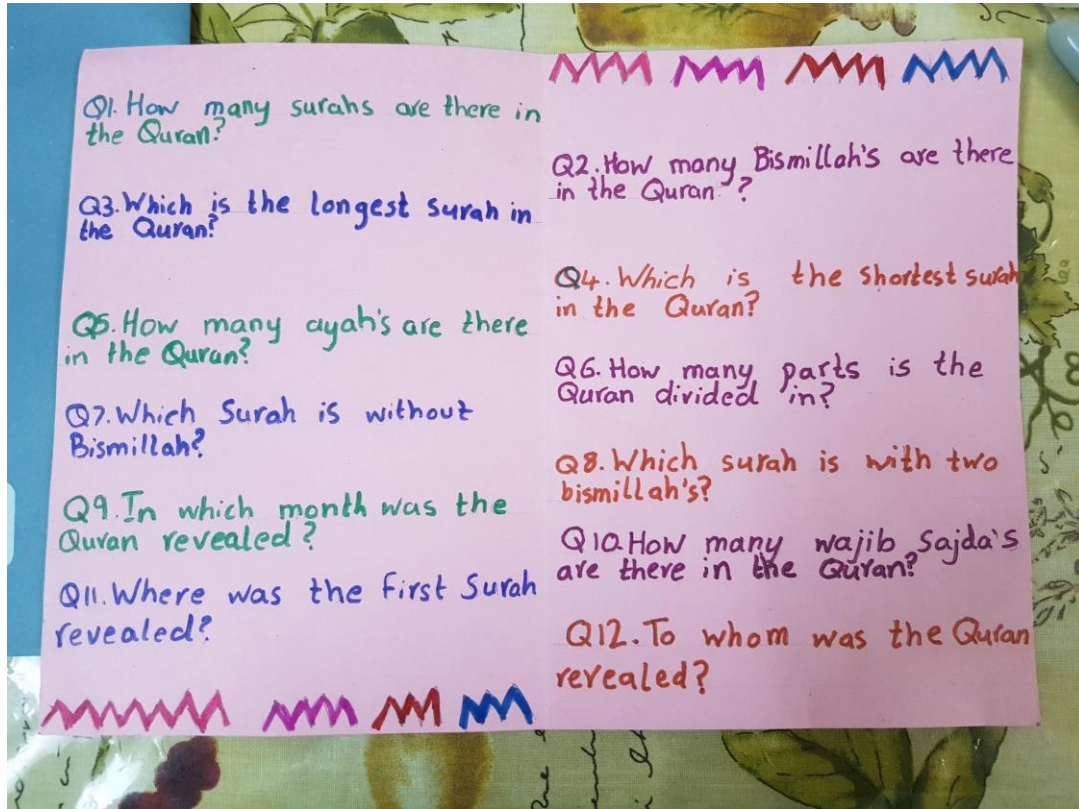 Q1. How many surahs are there in
the Quran?
Q2. How many Bismillah's are there
in the Quran ?
Q3. Which is the longest surah in
the Quran?
Q4. Which is the shortest surah
in the Quran?
Q5. How many ayah's are there
in the Quran?
Q6. How many parts is the
Quran divided in?
Q7. Which Surah is without
Bismillah?
Q8. Which surah is with two
bismillah's?
Q9. In which month was the
Quran revealed ?
Q10. How many wajib sajda's
are there in the Quran?
Q11. Where was the first Surah
revealed?
Q12. To whom was the Quran
revealed?